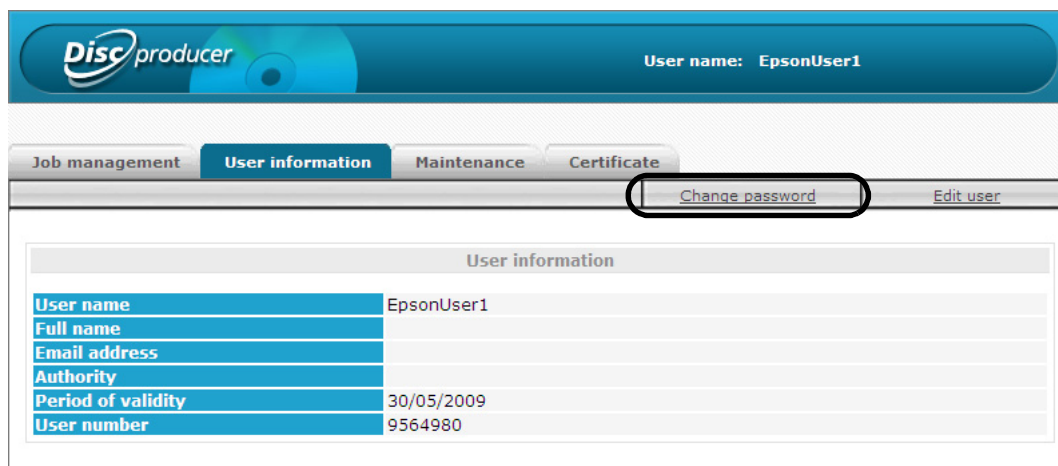 Disc producer
User name: EpsonUser1
Job management User information Maintenance Certificate
Change password Edit user
User information
User name EpsonUser1
Full name
Email address
Authority
Period of validity 30/05/2009
User number 9564980